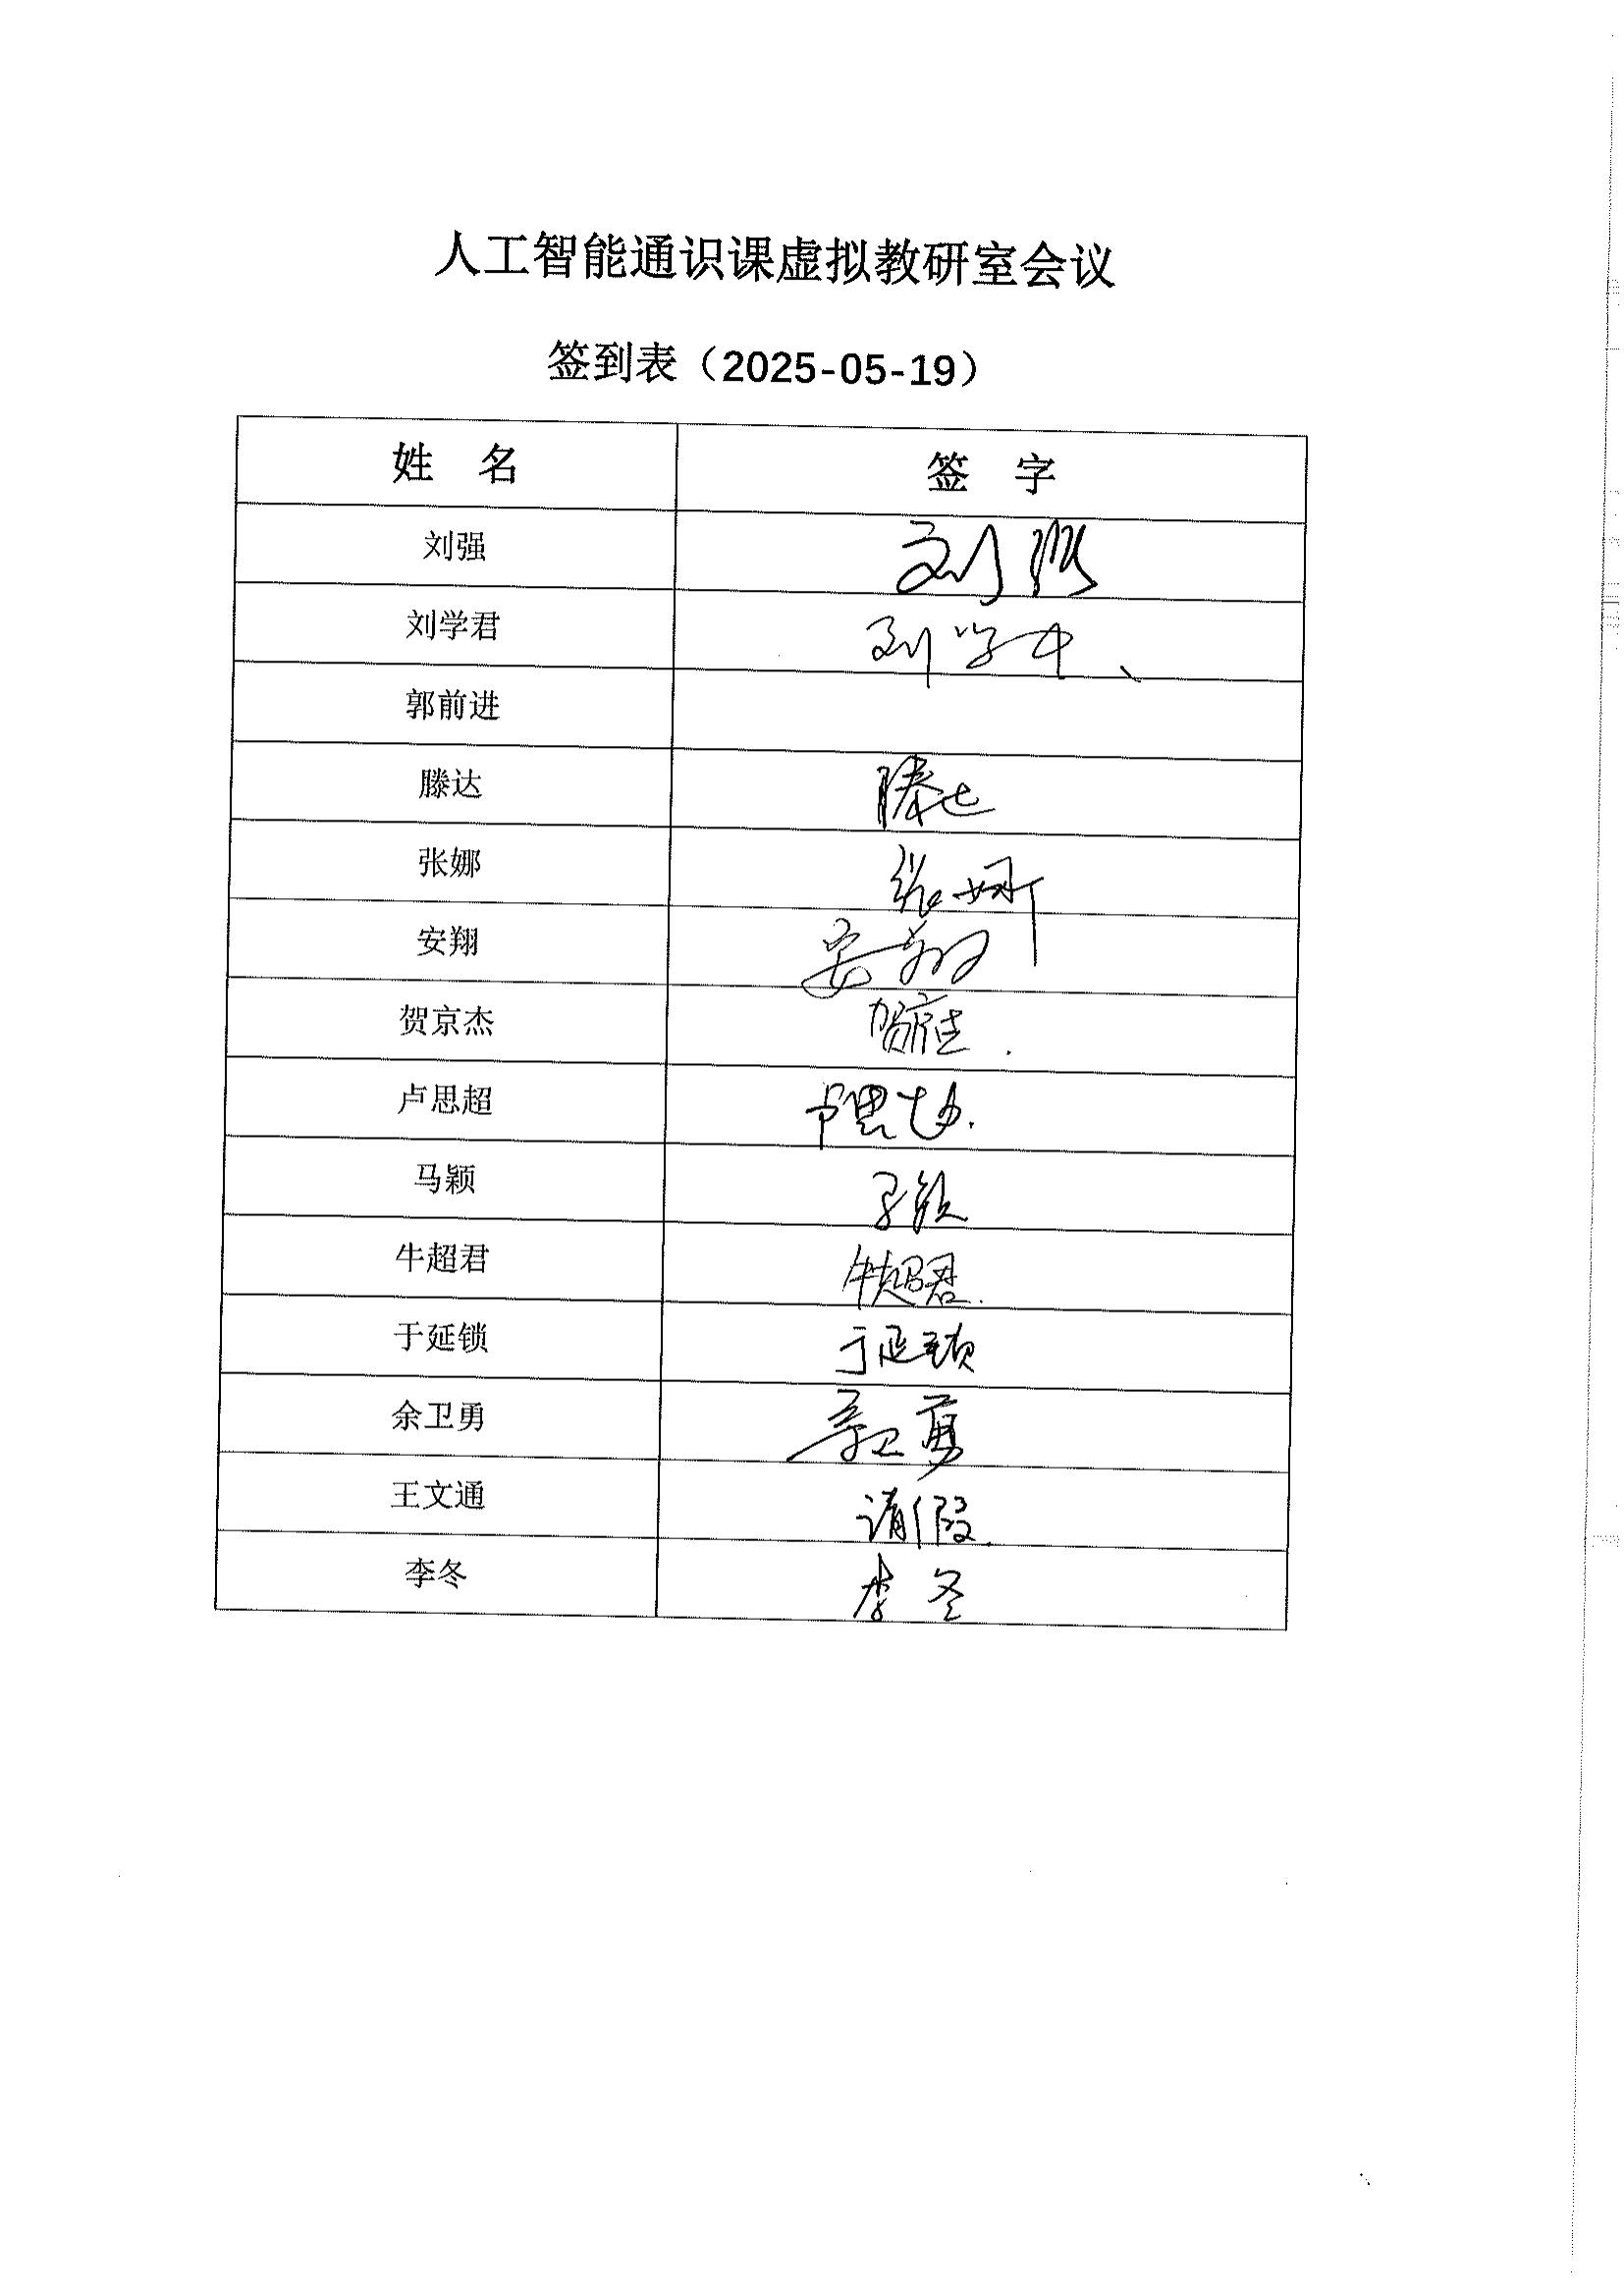 人工智能通识课虚拟教研室会议
签到表（2025-05-19）
姓 名 签 字
刘强 刘强
刘学君 刘学君
郭前进
滕达 滕达
张娜 张娜
安翔 安翔
贺京杰 贺京杰
卢思超 卢思超
马颖 马颖
牛超君 牛超君
于延锁 于延锁
余卫勇 余卫勇
王文通 请假.
李冬 李冬